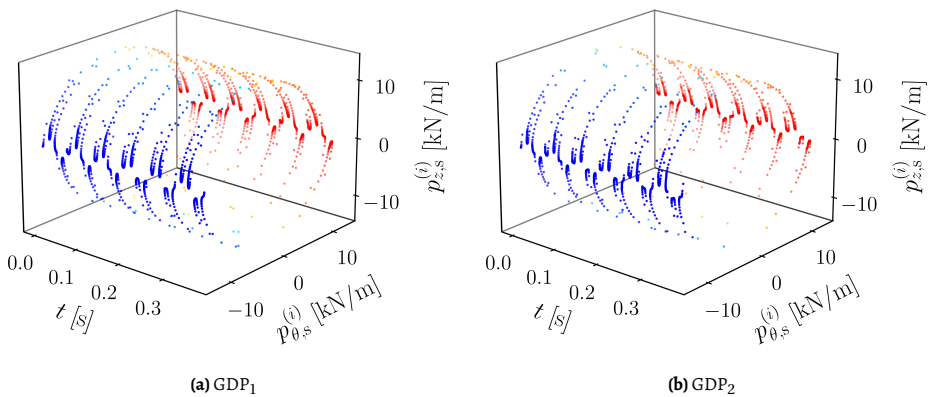 10
0
−10
p_{z,s}^{(i)} [kN/m]
0.0
0.1
0.2
0.3
t [s]
−10
0
10
p_{θ,s}^{(i)} [kN/m]
(a) GDP₁
10
0
−10
p_{z,s}^{(i)} [kN/m]
0.0
0.1
0.2
0.3
t [s]
−10
0
10
p_{θ,s}^{(i)} [kN/m]
(b) GDP₂